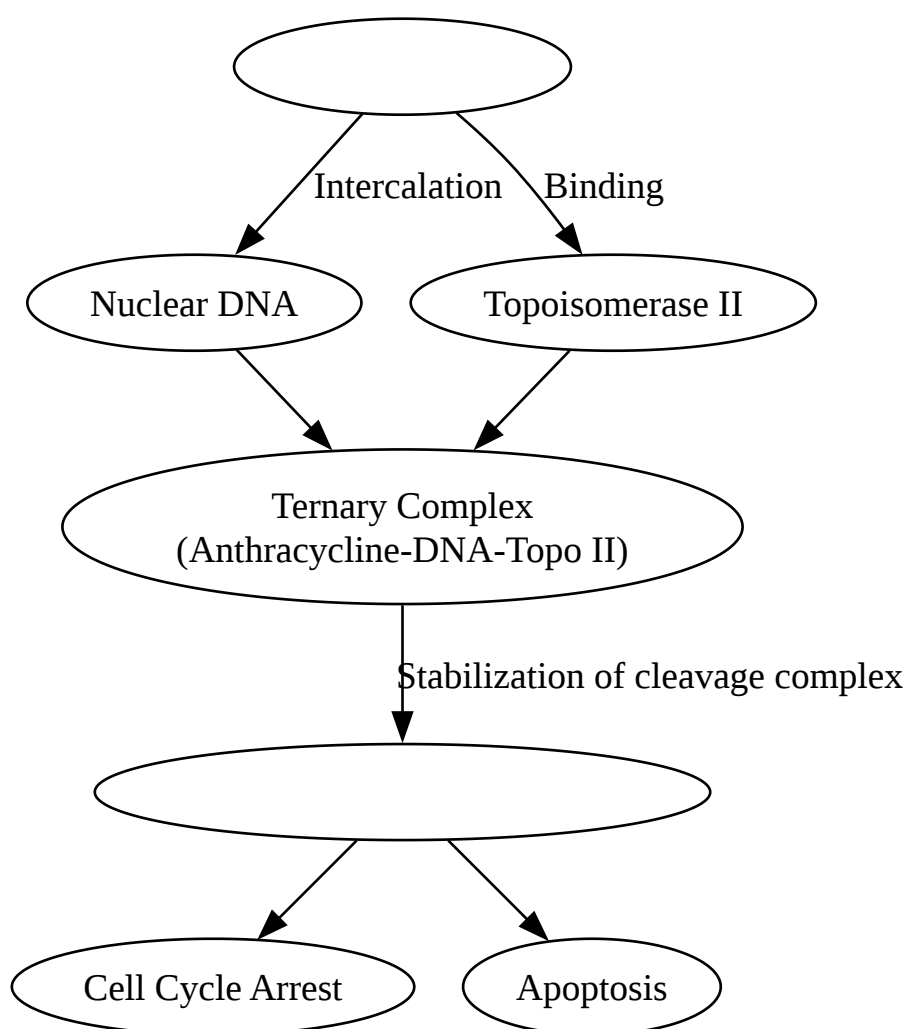 Intercalation
Binding
Nuclear DNA
Topoisomerase II
Ternary Complex
(Anthracycline-DNA-Topo II)
Stabilization of cleavage complex
Cell Cycle Arrest
Apoptosis